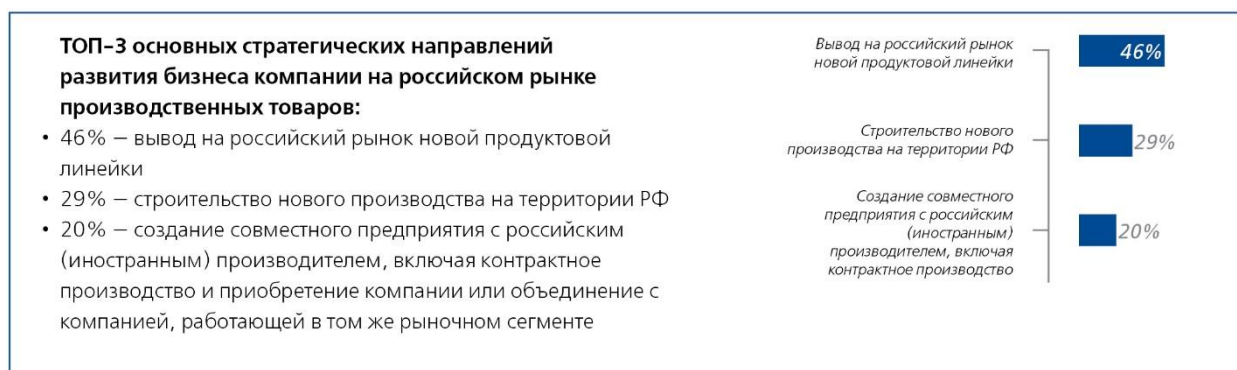 ТОП–3 основных стратегических направлений
развития бизнеса компании на российском рынке
производственных товаров:
• 46% — вывод на российский рынок новой продуктовой
линейки
• 29% — строительство нового производства на территории РФ
• 20% — создание совместного предприятия с российским
(иностранным) производителем, включая контрактное
производство и приобретение компании или объединение с
компанией, работающей в том же рыночном сегменте
Вывод на российский рынок
новой продуктовой линейки
46%
Строительство нового
производства на территории РФ
29%
Создание совместного
предприятия с российским
(иностранным)
производителем, включая
контрактное производство
20%